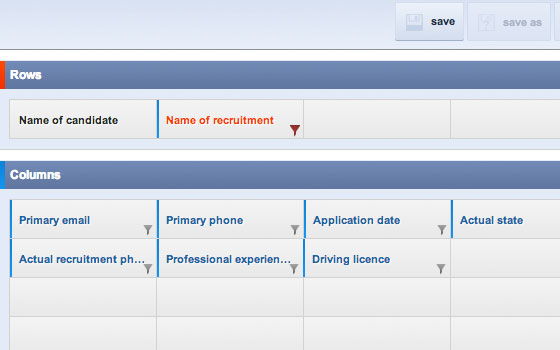 save save as
Rows
Name of candidate Name of recruitment
Columns
Primary email Primary phone Application date Actual state
Actual recruitment ph... Professional experien... Driving licence